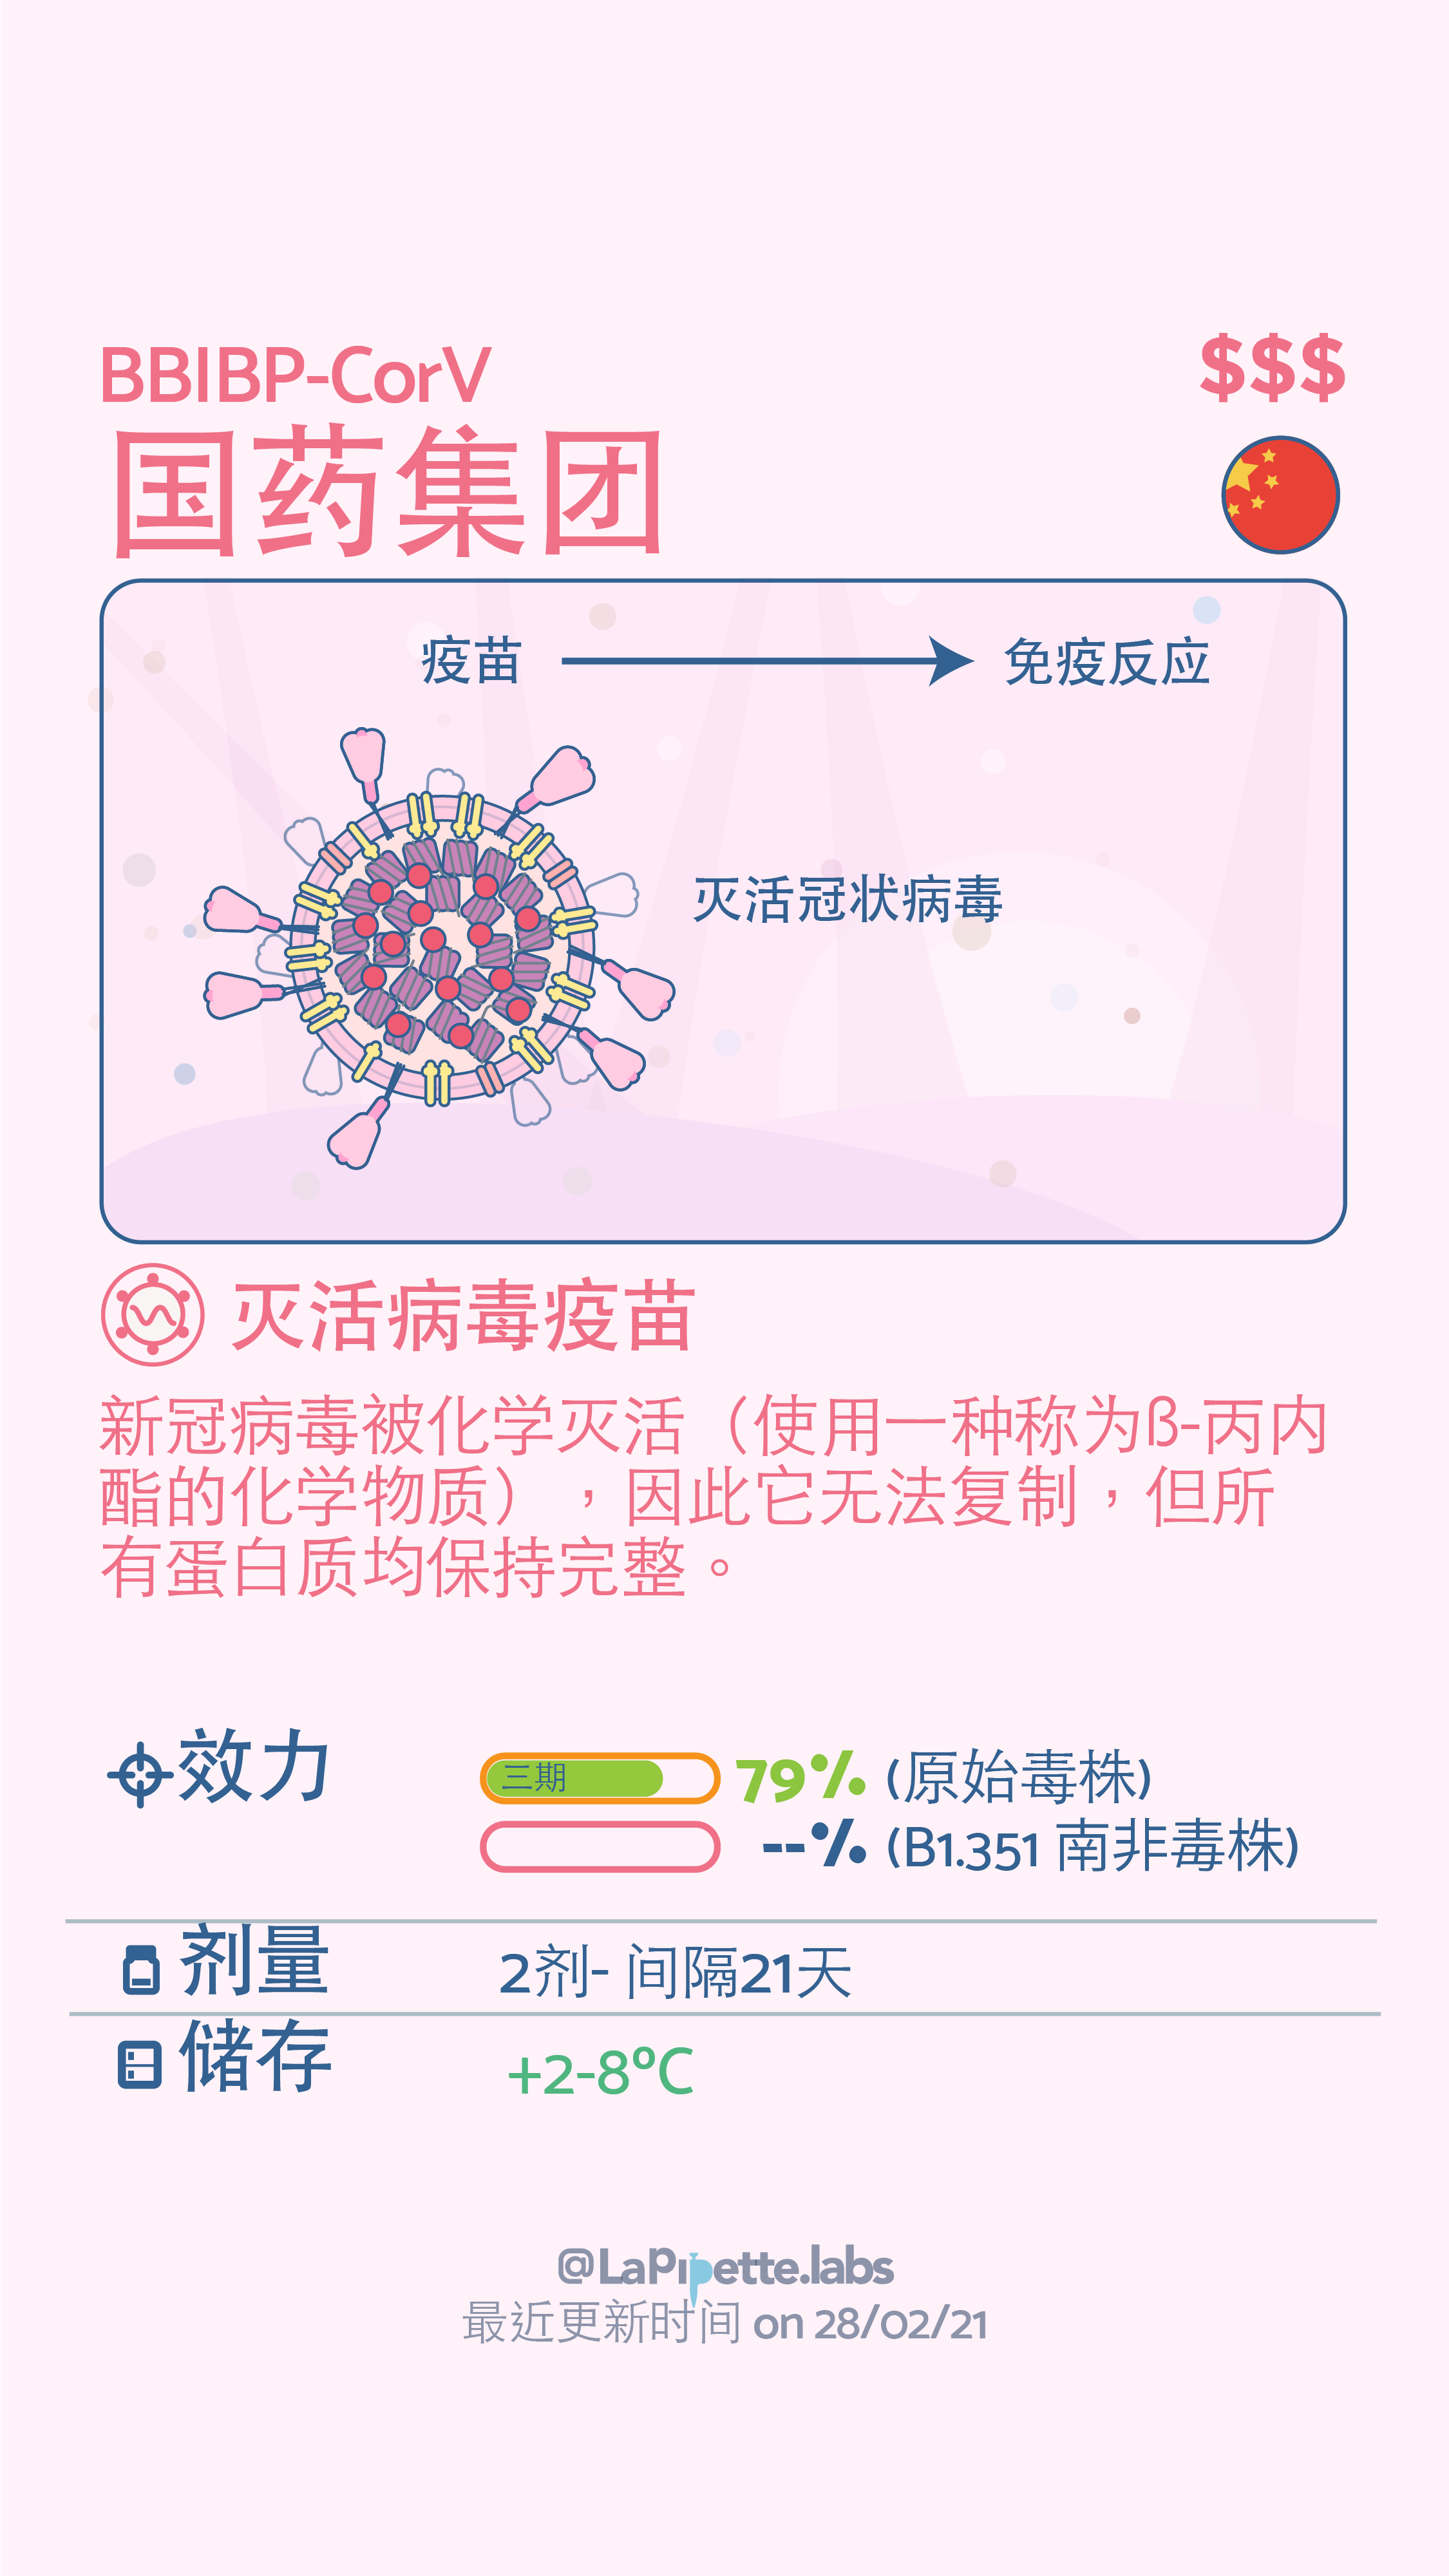 BBIBP-CorV
$$$
国药集团
疫苗
免疫反应
灭活冠状病毒
灭活病毒疫苗
新冠病毒被化学灭活（使用一种称为ß-丙内
酯的化学物质），因此它无法复制，但所
有蛋白质均保持完整。
效力
三期
79% (原始毒株)
--% (B1.351 南非毒株)
剂量
2剂- 间隔21天
储存
+2-8ºC
@LaPipette.labs
最近更新时间 on 28/02/21